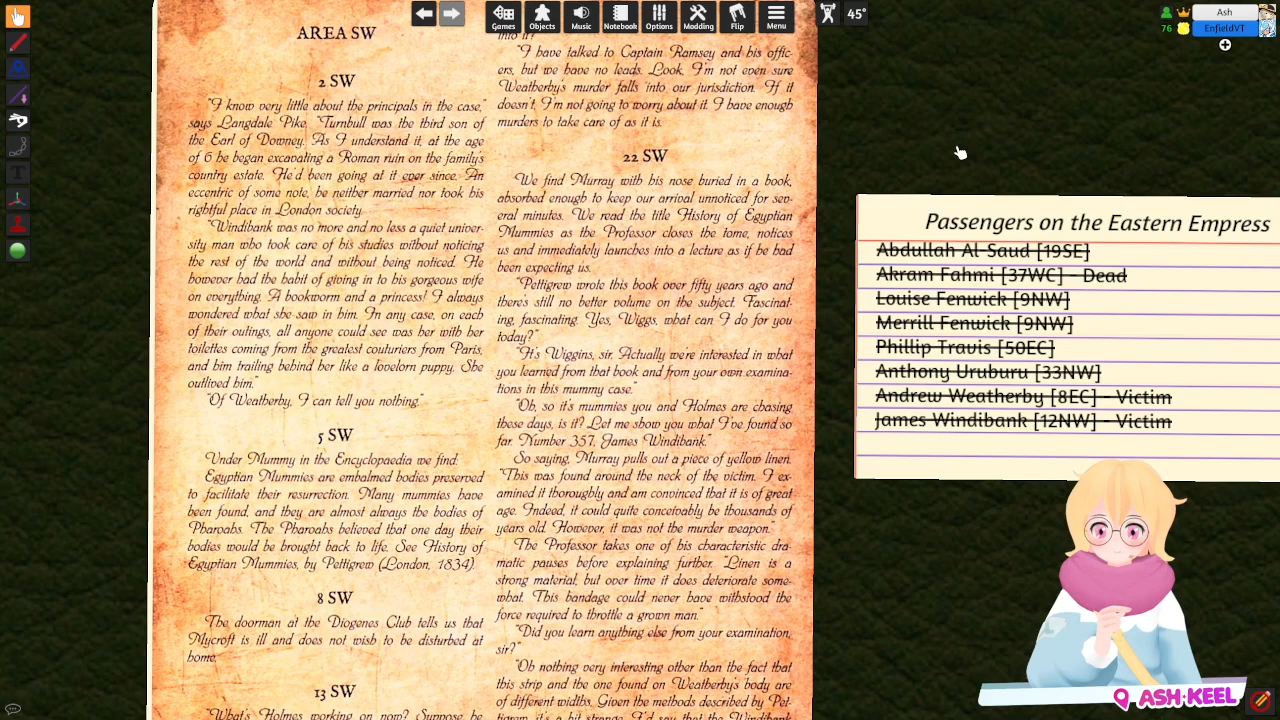 Games
Objects
Music
Notebook
Options
Modding
Flip
Menu
45°
Ash
76
EnfieldVT
AREA SW
2 SW
"I know very little about the principals in the case,"
says Langdale Pike. "Turnbull was the third son of
the Earl of Downey. As I understand it, at the age
of 6 he began excavating a Roman ruin on the family's
country estate. He'd been going at it ever since. An
eccentric of some note, he neither married nor took his
rightful place in London society.
"Windibank was no more and no less a quiet univer-
sity man who took care of his studies without noticing
the rest of the world and without being noticed. He
however had the habit of giving in to his gorgeous wife
on everything. A bookworm and a princess! I always
wondered what she saw in him. In any case, on each
of their outings, all anyone could see was her with her
toilettes coming from the greatest couturiers from Paris,
and him trailing behind her like a lovelorn puppy. She
outlived him."
"Of Weatherby, I can tell you nothing."
5 SW
Under Mummy in the Encyclopaedia we find:
Egyptian Mummies are embalmed bodies preserved
to facilitate their resurrection. Many mummies have
been found, and they are almost always the bodies of
Pharoahs. The Pharoahs believed that one day their
bodies would be brought back to life. See History of
Egyptian Mummies, by Pettigrew (London, 1834).
8 SW
The doorman at the Diogenes Club tells us that
Mycroft is ill and does not wish to be disturbed at
home.
13 SW
"What's Holmes working on now? Suppose he
into it?
"I have talked to Captain Ramsey and his offic-
ers, but we have no leads. Look, I'm not even sure
Weatherby's murder falls into our jurisdiction. If it
doesn't, I'm not going to worry about it. I have enough
murders to take care of as it is.
22 SW
We find Murray with his nose buried in a book,
absorbed enough to keep our arrival unnoticed for sev-
eral minutes. We read the title History of Egyptian
Mummies as the Professor closes the tome, notices
us and immediately launches into a lecture as if he had
been expecting us.
"Pettigrew wrote this book over fifty years ago and
there's still no better volume on the subject. Fascinat-
ing, fascinating. Yes, Wiggs, what can I do for you
today?"
"It's Wiggins, sir. Actually we're interested in what
you learned from that book and from your own examina-
tions in this mummy case."
"Oh, so it's mummies you and Holmes are chasing
these days, is it? Let me show you what I've found so
far. Number 357, James Windibank."
So saying, Murray pulls out a piece of yellow linen.
"This was found around the neck of the victim. I ex-
amined it thoroughly and am convinced that it is of great
age. Indeed, it could quite conceivably be thousands of
years old. However, it was not the murder weapon."
The Professor takes one of his characteristic dra-
matic pauses before explaining further. "Linen is a
strong material, but over time it does deteriorate some-
what. This bandage could never have withstood the
force required to throttle a grown man."
"Did you learn anything else from your examination,
sir?"
"Oh nothing very interesting other than the fact that
this strip and the one found on Weatherby's body are
of different widths. Given the methods described by Pet-
tigrew, it's a bit strange. I'd say that the Windibank
Passengers on the Eastern Empress
Abdullah Al-Saud [19SE]
Akram Fahmi [37WC] - Dead
Louise Fenwick [9NW]
Merrill Fenwick [9NW]
Phillip Travis [50EC]
Anthony Uruburu [33NW]
Andrew Weatherby [8EC] - Victim
James Windibank [12NW] - Victim
ASH-KEEL